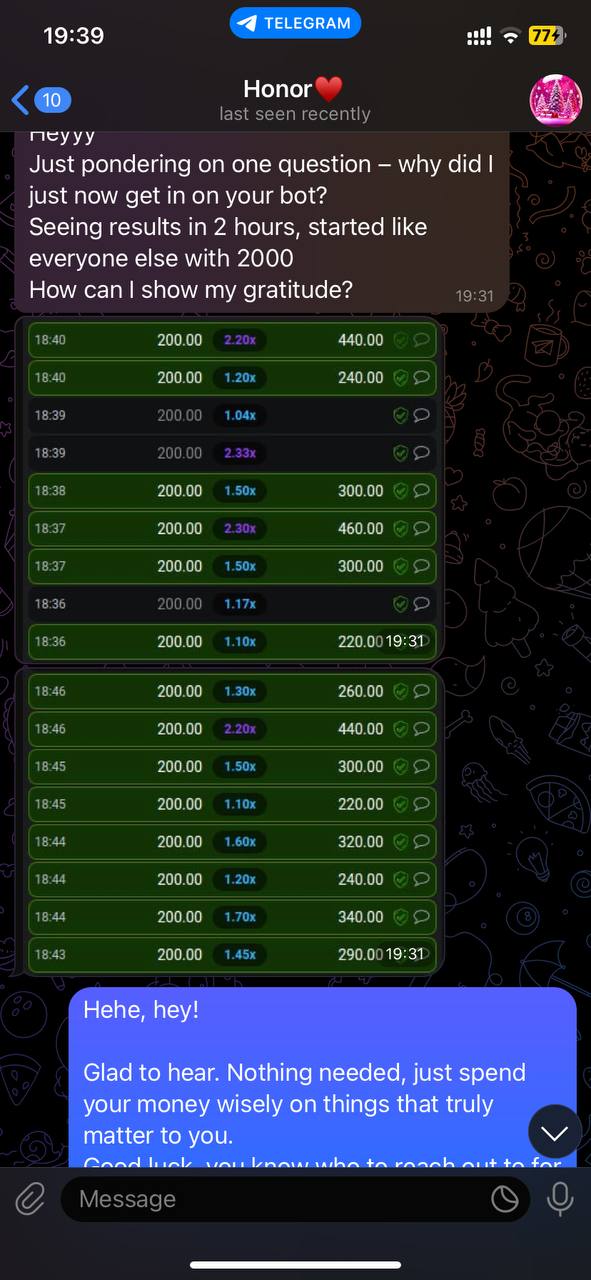 19:39
TELEGRAM
77
10
Honor♥️
last seen recently
Heyyy
Just pondering on one question – why did I
just now get in on your bot?
Seeing results in 2 hours, started like
everyone else with 2000
How can I show my gratitude?
19:31
18:40 200.00 2.20x 440.00
18:40 200.00 1.20x 240.00
18:39 200.00 1.04x
18:39 200.00 2.33x
18:38 200.00 1.50x 300.00
18:37 200.00 2.30x 460.00
18:37 200.00 1.50x 300.00
18:36 200.00 1.17x
18:36 200.00 1.10x 220.00 19:31
18:46 200.00 1.30x 260.00
18:46 200.00 2.20x 440.00
18:45 200.00 1.50x 300.00
18:45 200.00 1.10x 220.00
18:44 200.00 1.60x 320.00
18:44 200.00 1.20x 240.00
18:44 200.00 1.70x 340.00
18:43 200.00 1.45x 290.00 19:31
Hehe, hey!
Glad to hear. Nothing needed, just spend
your money wisely on things that truly
matter to you.
Good luck, you know who to reach out to for
Message